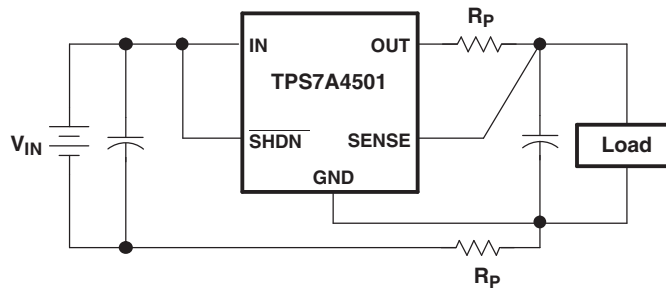 R_P
IN
OUT
TPS7A4501
V_IN
SHDN
SENSE
Load
GND
R_P